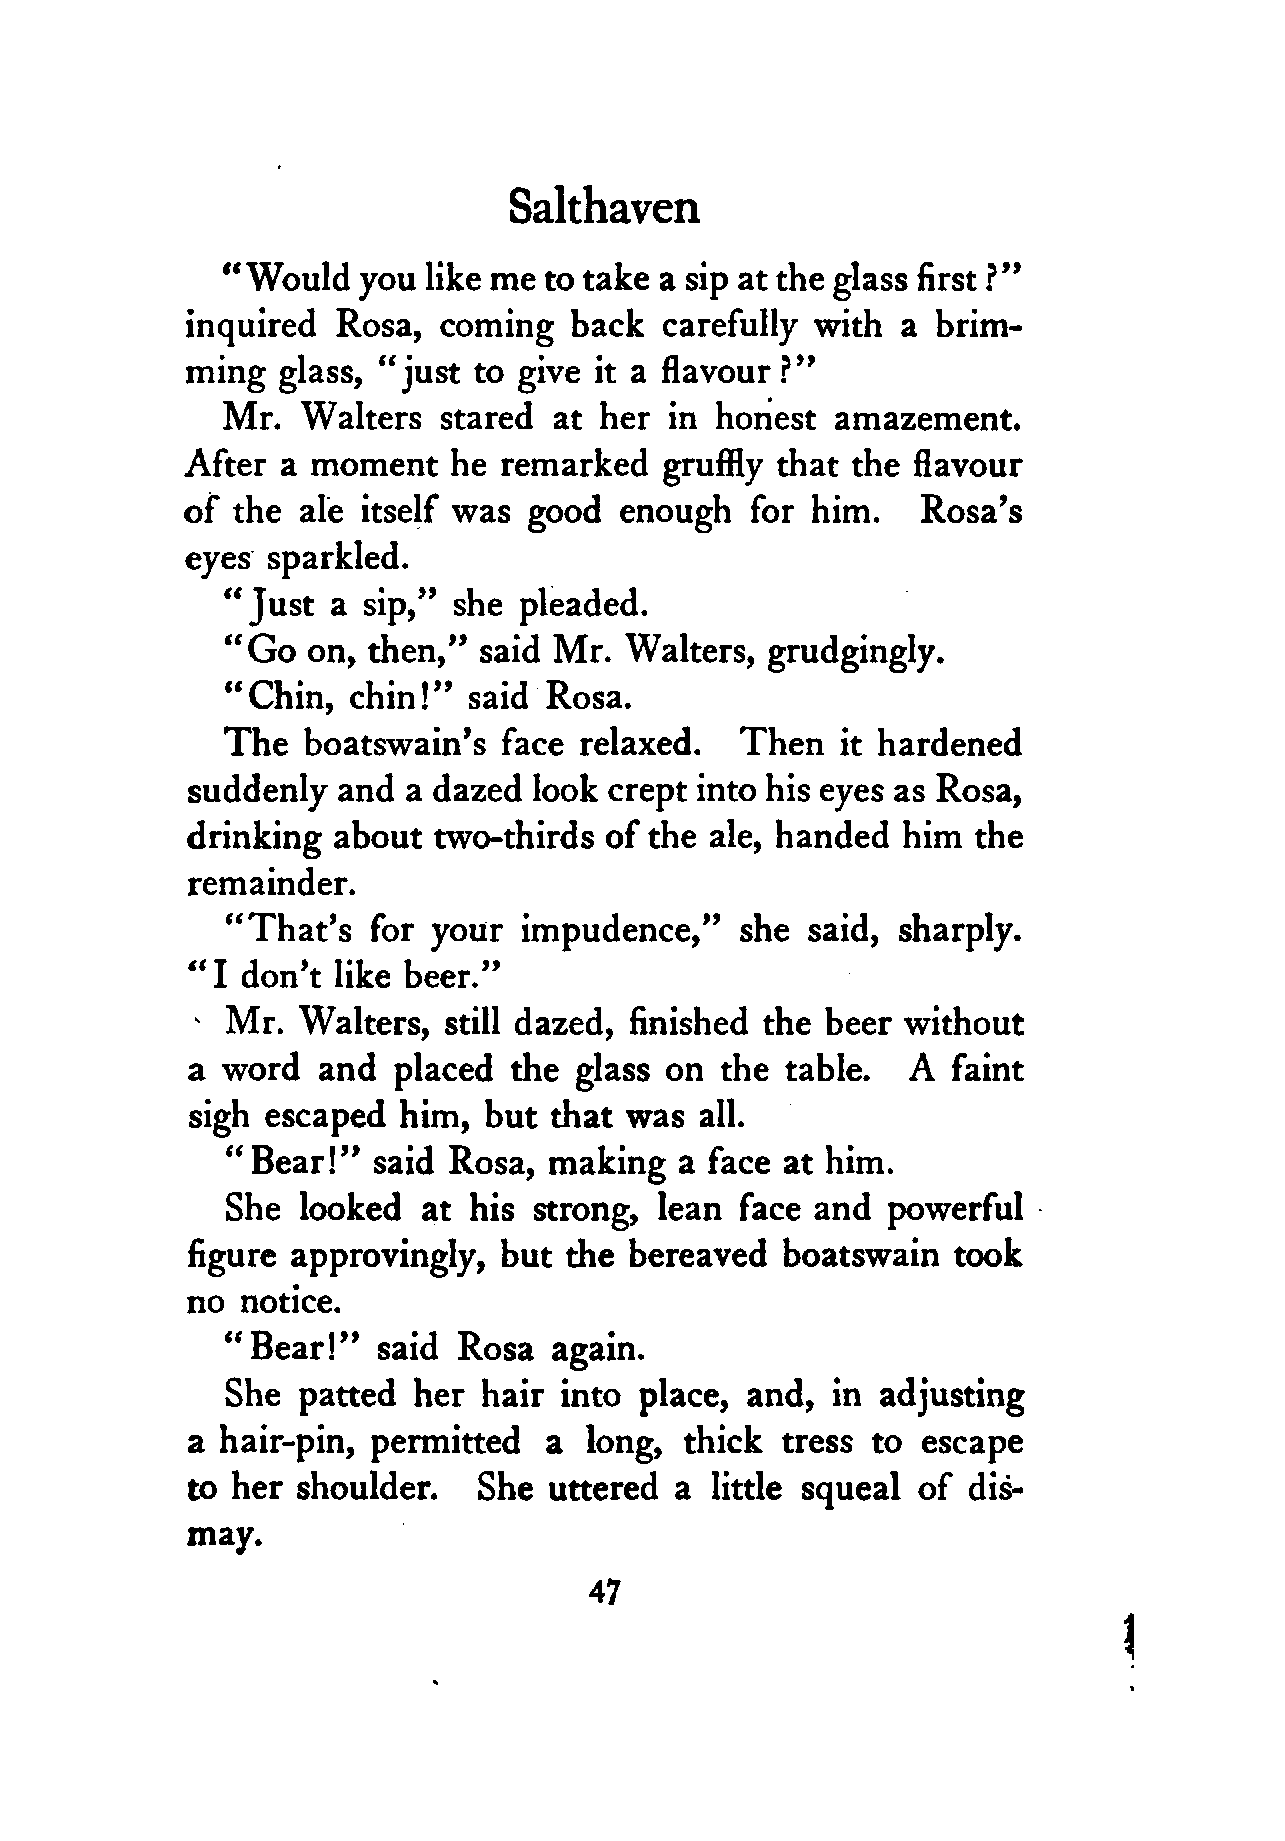 Salthaven
“Would you like me to take a sip at the glass first?”
inquired Rosa, coming back carefully with a brim-
ming glass, “just to give it a flavour?”
Mr. Walters stared at her in honest amazement.
After a moment he remarked gruffly that the flavour
of the ale itself was good enough for him. Rosa’s
eyes sparkled.
“Just a sip,” she pleaded.
“Go on, then,” said Mr. Walters, grudgingly.
“Chin, chin!” said Rosa.
The boatswain’s face relaxed. Then it hardened
suddenly and a dazed look crept into his eyes as Rosa,
drinking about two-thirds of the ale, handed him the
remainder.
“That’s for your impudence,” she said, sharply.
“I don’t like beer.”
Mr. Walters, still dazed, finished the beer without
a word and placed the glass on the table. A faint
sigh escaped him, but that was all.
“Bear!” said Rosa, making a face at him.
She looked at his strong, lean face and powerful
figure approvingly, but the bereaved boatswain took
no notice.
“Bear!” said Rosa again.
She patted her hair into place, and, in adjusting
a hair-pin, permitted a long, thick tress to escape
to her shoulder. She uttered a little squeal of dis-
may.
47